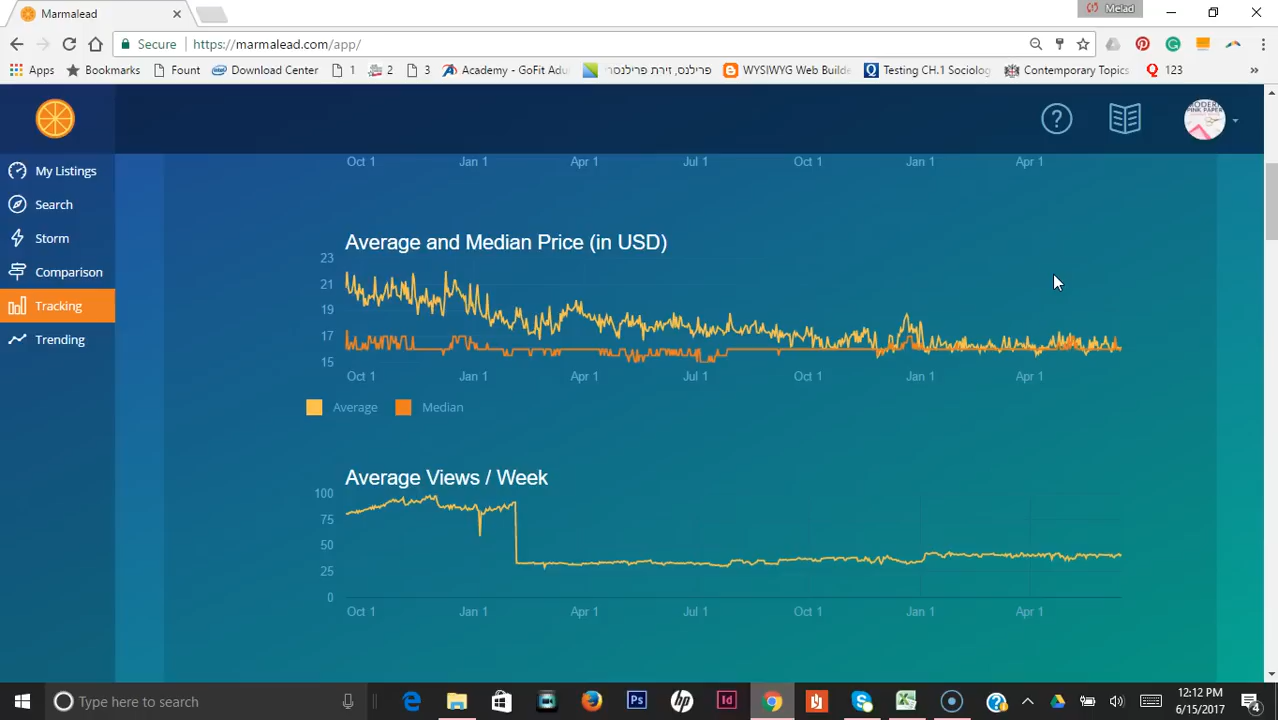 Marmalead
Melad
Secure
https://marmalead.com/app/
Apps
Bookmarks
Fount
Download Center
1
2
3
Academy - GoFit Adu
פרילנס, זירת פרילנסרי
WYSIWYG Web Builde
Testing CH.1 Sociolog
Contemporary Topics
123
»
?
My Listings
Search
Storm
Comparison
Tracking
Trending
Oct 1 Jan 1 Apr 1 Jul 1 Oct 1 Jan 1 Apr 1
Average and Median Price (in USD)
23
21
19
17
15
Oct 1 Jan 1 Apr 1 Jul 1 Oct 1 Jan 1 Apr 1
Average Median
Average Views / Week
100
75
50
25
0
Oct 1 Jan 1 Apr 1 Jul 1 Oct 1 Jan 1 Apr 1
Type here to search
Ps
hp
Id
12:12 PM
6/15/2017
4